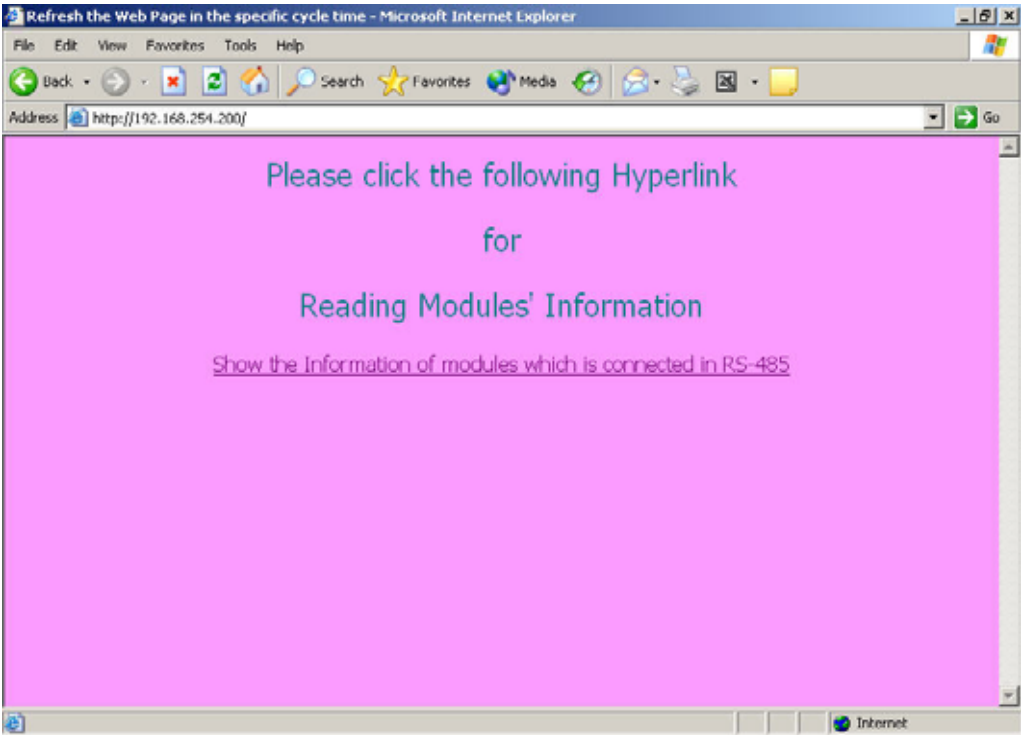 Refresh the Web Page in the specific cycle time - Microsoft Internet Explorer
File Edit View Favorites Tools Help
Back Search Favorites Media
Address http://192.168.254.200/ Go
Please click the following Hyperlink
for
Reading Modules' Information
Show the Information of modules which is connected in RS-485
Internet